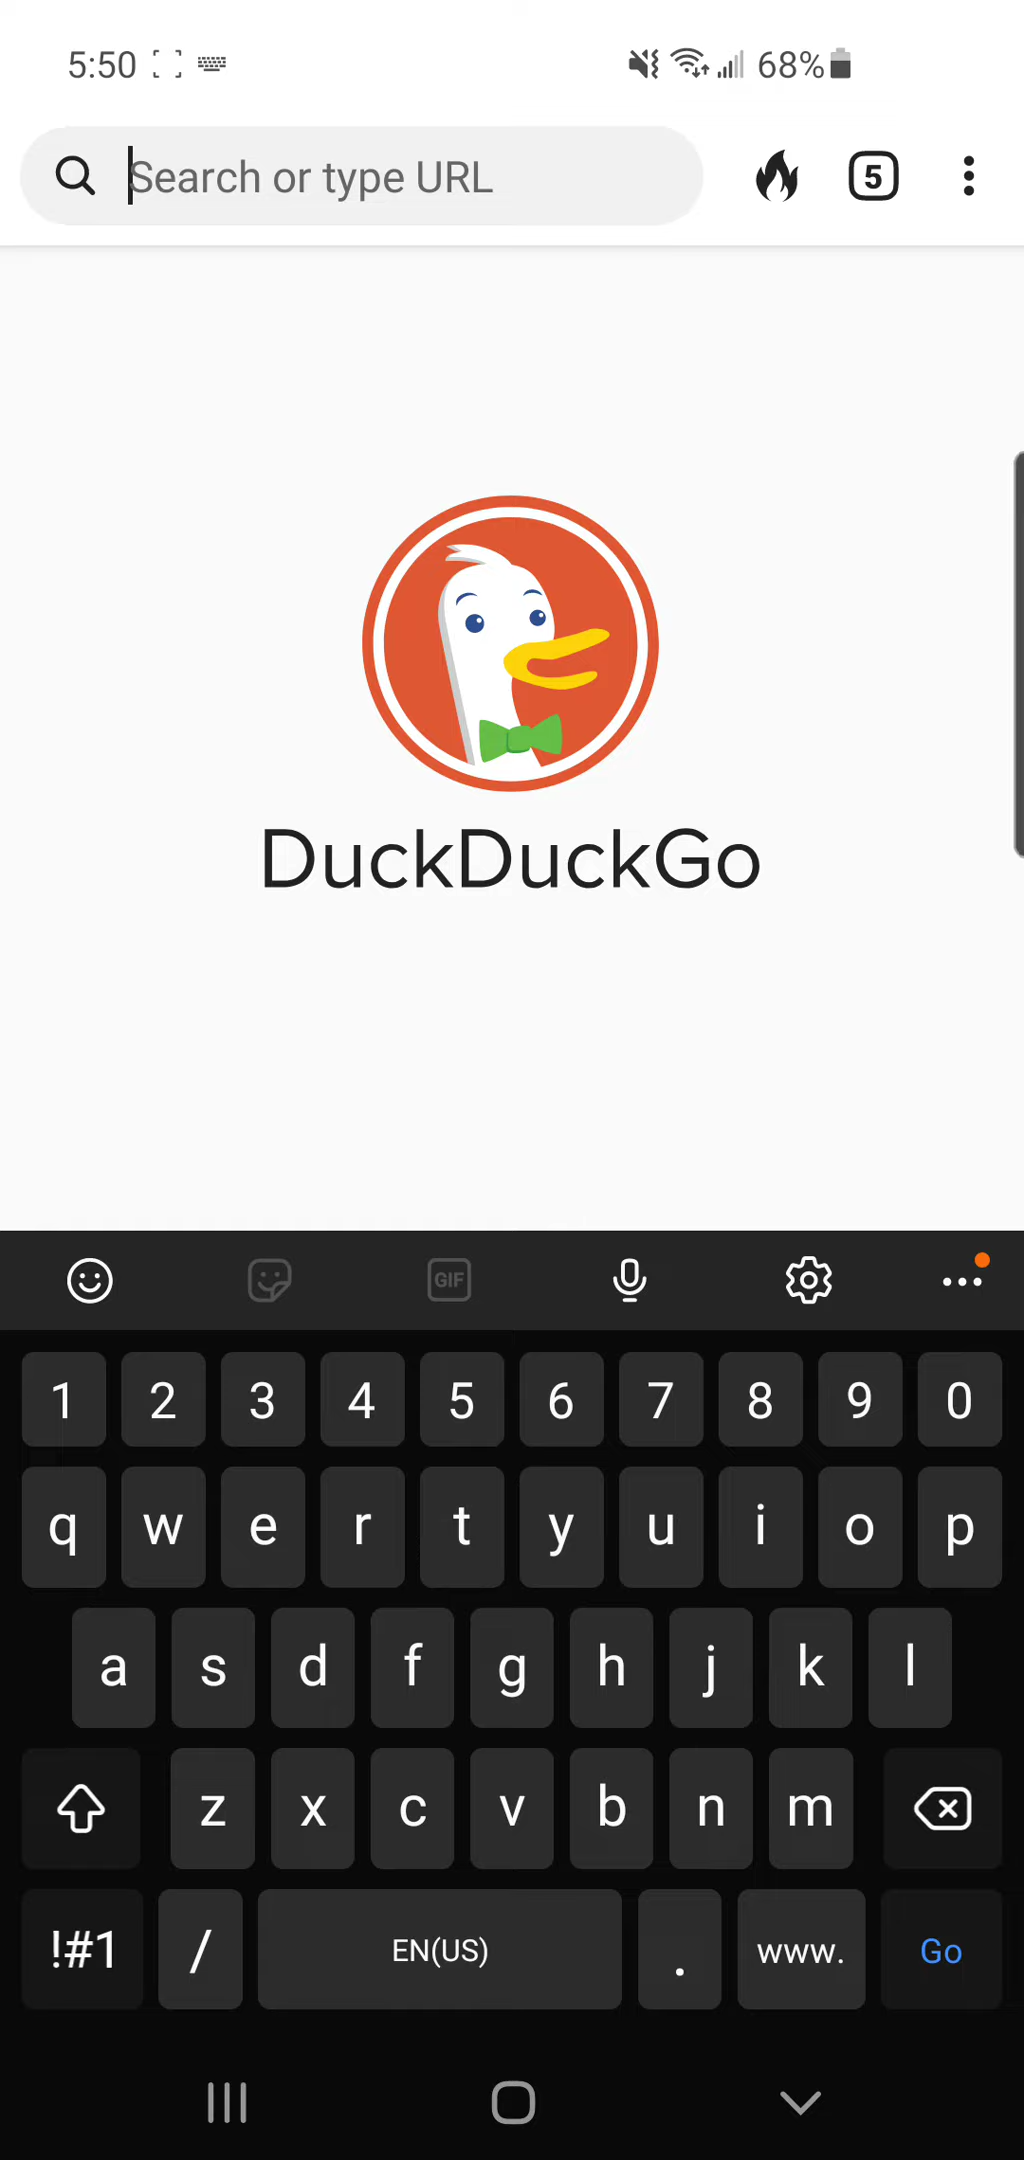 5:50 68%
Search or type URL 5
DuckDuckGo
GIF
1 2 3 4 5 6 7 8 9 0
q w e r t y u i o p
a s d f g h j k l
z x c v b n m
!#1 / EN(US) . www. Go